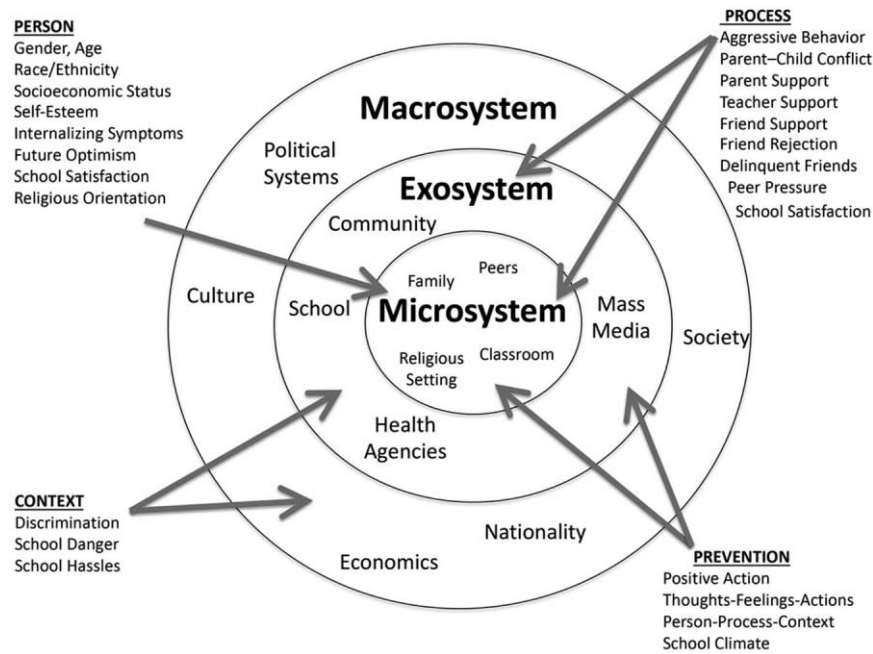 PERSON
Gender, Age
Race/Ethnicity
Socioeconomic Status
Self-Esteem
Internalizing Symptoms
Future Optimism
School Satisfaction
Religious Orientation
PROCESS
Aggressive Behavior
Parent–Child Conflict
Parent Support
Teacher Support
Friend Support
Friend Rejection
Delinquent Friends
Peer Pressure
School Satisfaction
Macrosystem
Political
Systems
Exosystem
Community
Family
Peers
Culture
School
Microsystem
Mass
Media
Society
Religious
Setting
Classroom
Health
Agencies
Nationality
Economics
CONTEXT
Discrimination
School Danger
School Hassles
PREVENTION
Positive Action
Thoughts-Feelings-Actions
Person-Process-Context
School Climate